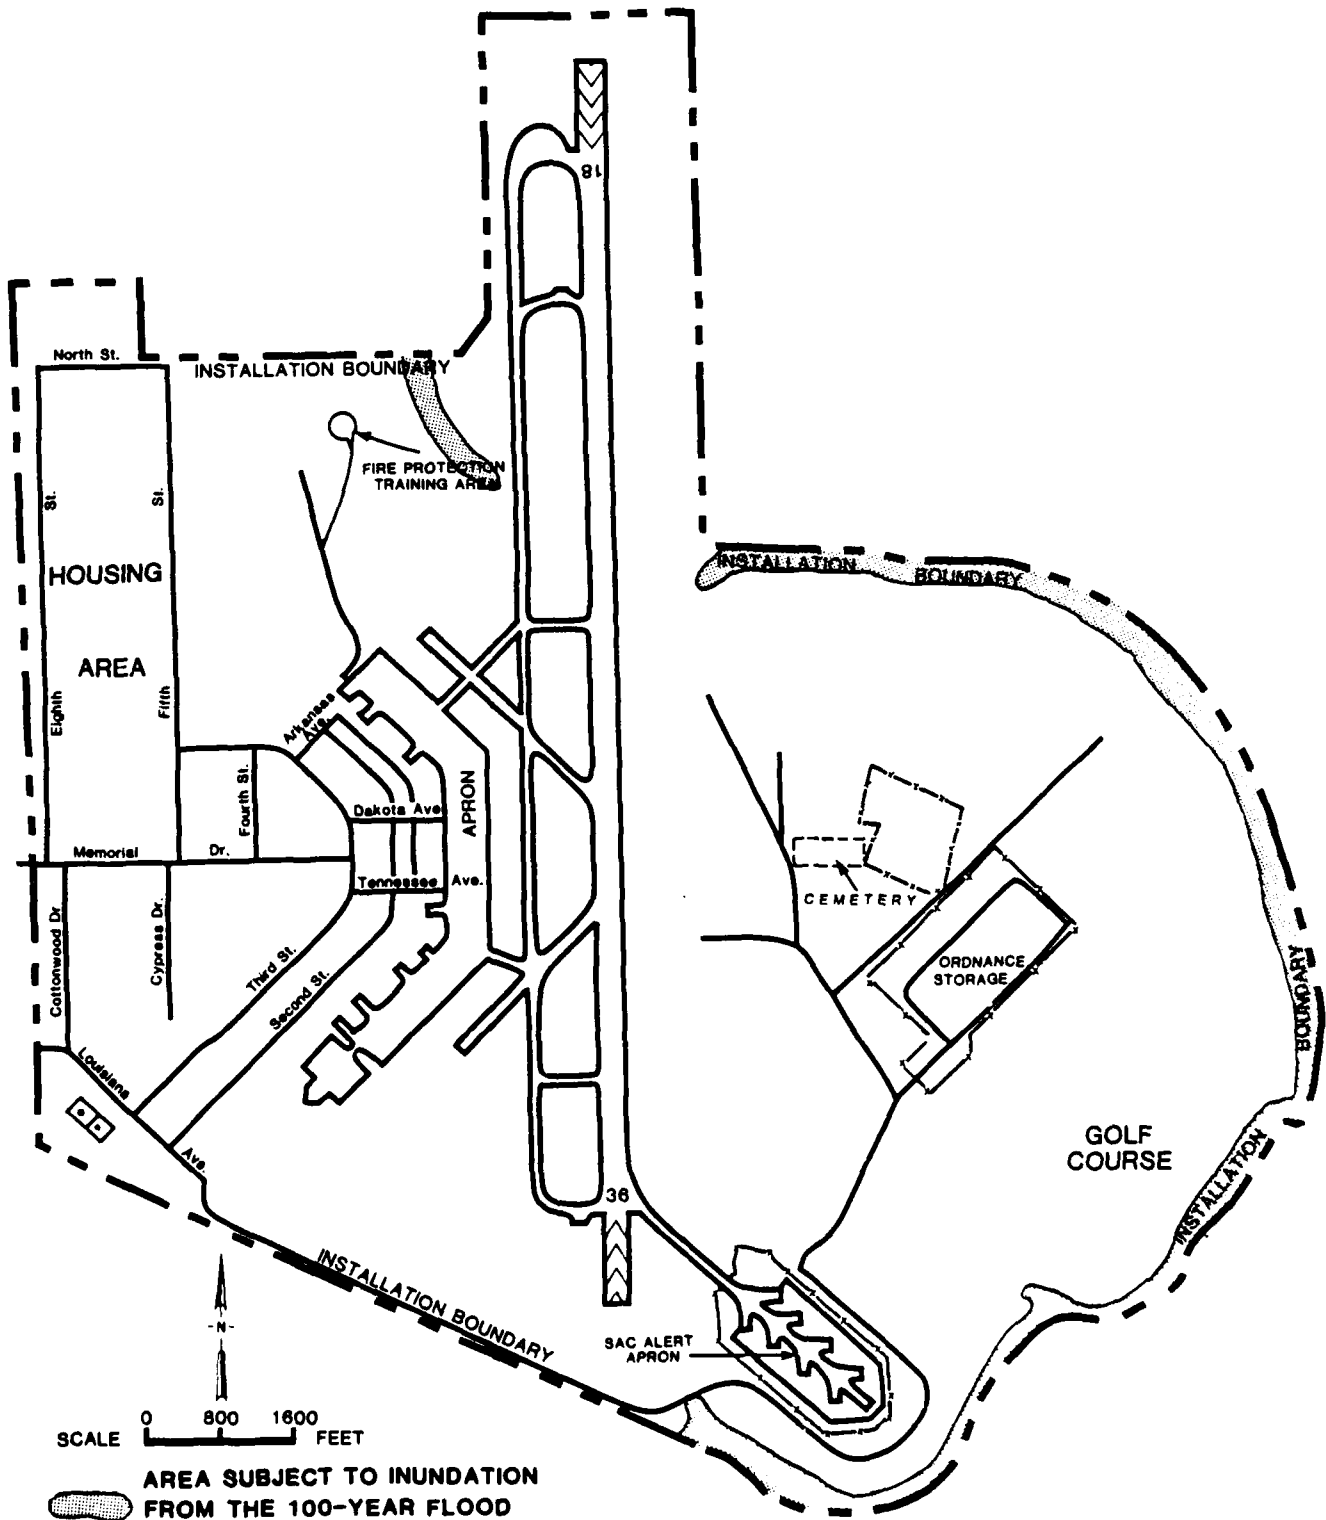 18
North St.
INSTALLATION BOUNDARY
FIRE PROTECTION
TRAINING AREA
St.
St.
HOUSING
AREA
Eighth
Fifth
INSTALLATION
BOUNDARY
Arkansas
Ave.
Fourth St.
Dakota Ave.
APRON
Memorial
Dr.
Tennessee
Ave.
CEMETERY
Cottonwood Dr.
Cypress Dr.
Third St.
Second St.
ORDNANCE
STORAGE
BOUNDARY
Louisiana
Ave.
GOLF
COURSE
INSTALLATION
36
INSTALLATION BOUNDARY
-N-
SAC ALERT
APRON
0 800 1600
SCALE FEET
AREA SUBJECT TO INUNDATION
FROM THE 100-YEAR FLOOD